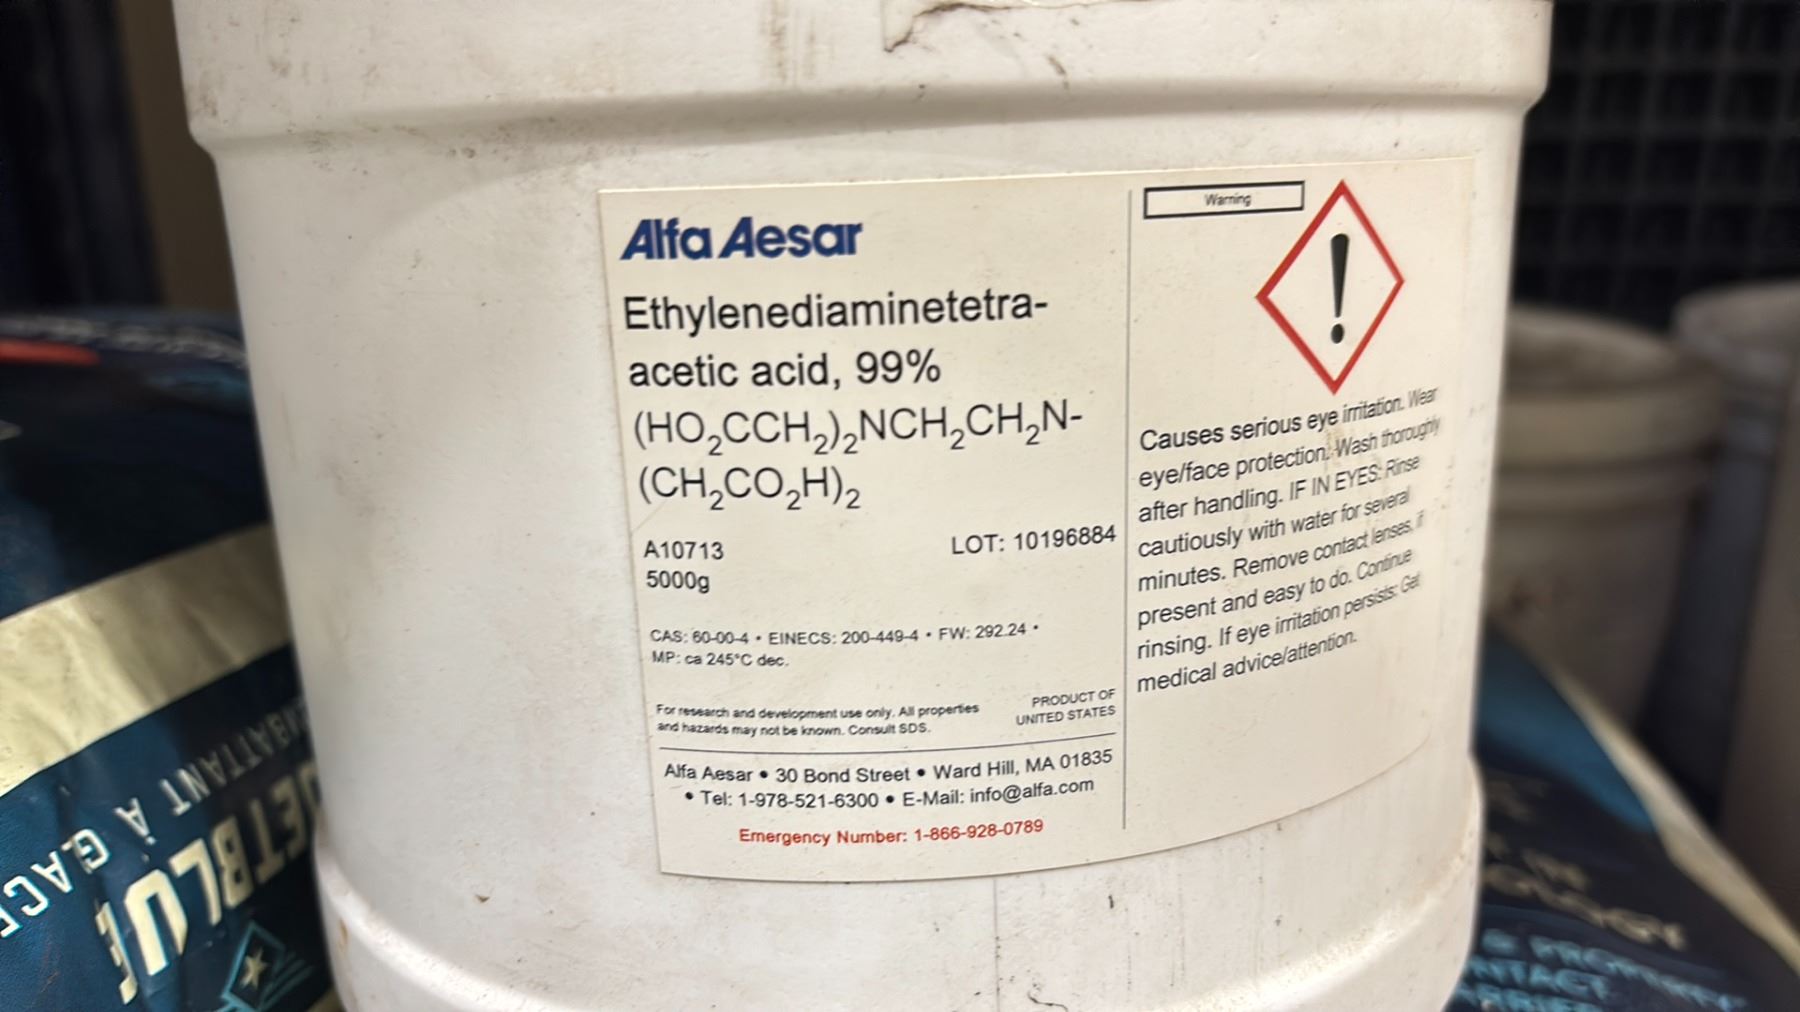 Alfa Aesar
Ethylenediaminetetra-
acetic acid, 99%
(HO₂CCH₂)₂NCH₂CH₂N-
(CH₂CO₂H)₂
A10713
LOT: 10196884
5000g
CAS: 60-00-4 • EINECS: 200-449-4 • FW: 292.24 •
MP: ca 245°C dec.
For research and development use only. All properties
and hazards may not be known. Consult SDS.
PRODUCT OF
UNITED STATES
Alfa Aesar • 30 Bond Street • Ward Hill, MA 01835
• Tel: 1-978-521-6300 • E-Mail: info@alfa.com
Emergency Number: 1-866-928-0789
Warning
!
Causes serious eye irritation. Wear
eye/face protection. Wash thoroughly
after handling. IF IN EYES: Rinse
cautiously with water for several
minutes. Remove contact lenses, if
present and easy to do. Continue
rinsing. If eye irritation persists: Get
medical advice/attention.
ETBLUE
À GLACE
& PROPERTY